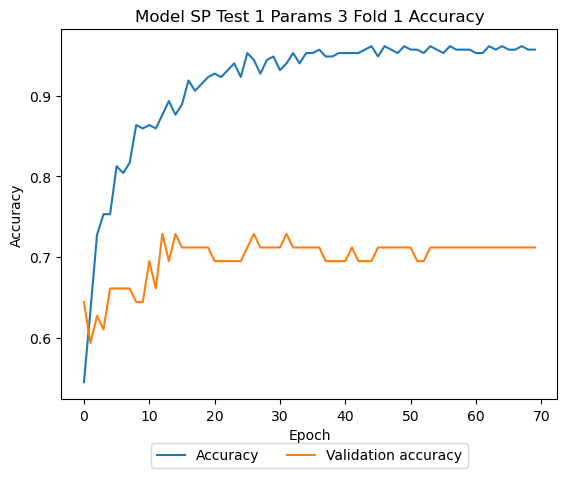 Model SP Test 1 Params 3 Fold 1 Accuracy
Accuracy
0.9
0.8
0.7
0.6
0 10 20 30 40 50 60 70
Epoch
Accuracy Validation accuracy